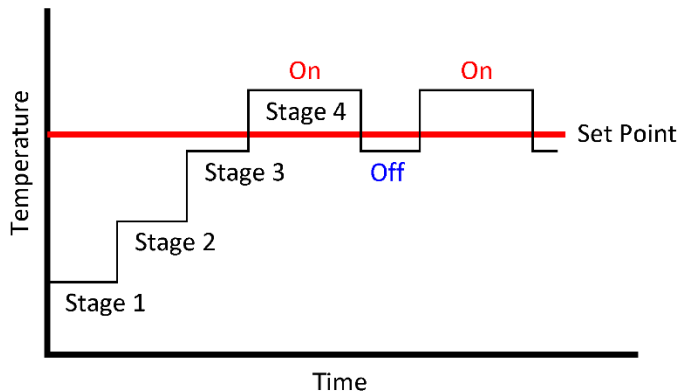 On
On
Stage 4
Set Point
Stage 3
Off
Stage 2
Stage 1
Temperature
Time